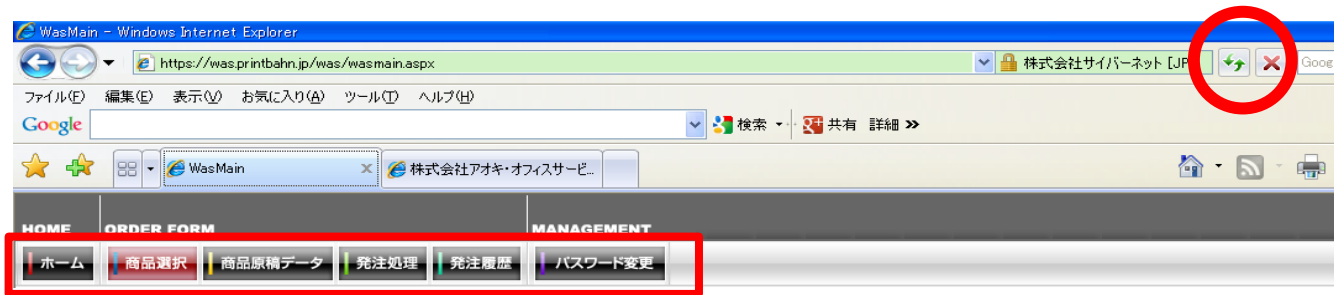 WasMain - Windows Internet Explorer
https://was.printbahn.jp/was/wasmain.aspx 株式会社サイバーネット [JP Goog
ファイル(F) 編集(E) 表示(V) お気に入り(A) ツール(T) ヘルプ(H)
Google 検索 共有 詳細 >>
WasMain 株式会社アオキ・オフィスサービ...
HOME ORDER FORM MANAGEMENT
ホーム 商品選択 商品原稿データ 発注処理 発注履歴 パスワード変更